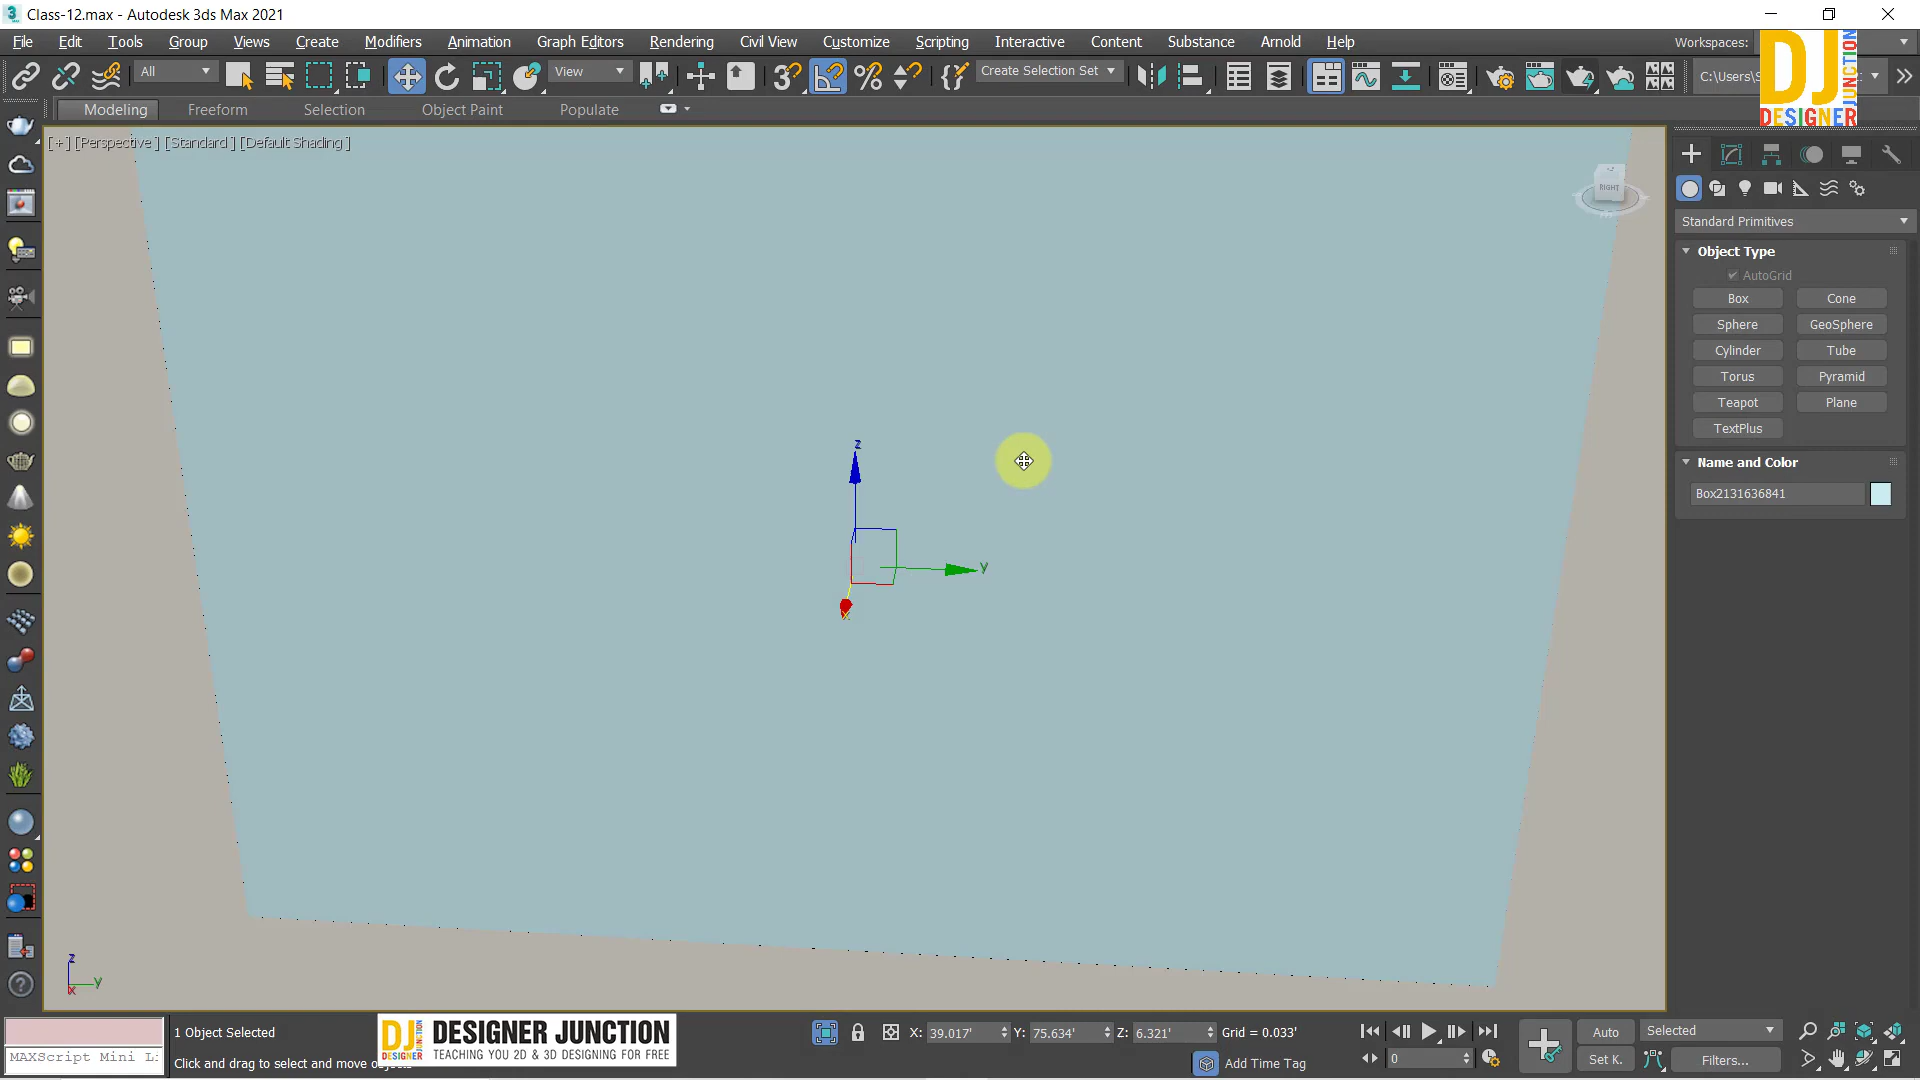 Class-12.max - Autodesk 3ds Max 2021
File Edit Tools Group Views Create Modifiers Animation Graph Editors Rendering Civil View Customize Scripting Interactive Content Substance Arnold Help
Workspaces:
All View Create Selection Set C:\Users\S
DJ
JUNCTION
DESIGNER
Modeling Freeform Selection Object Paint Populate
[+] [Perspective] [Standard] [Default Shading]
RIGHT
Standard Primitives
Object Type
AutoGrid
Box Cone
Sphere GeoSphere
Cylinder Tube
Torus Pyramid
Teapot Plane
TextPlus
Name and Color
Box2131636841
z
y
x
z
y
x
1 Object Selected
MAXScript Mini L:
Click and drag to select and move
DJ
JUNCTION
DESIGNER
DESIGNER JUNCTION
TEACHING YOU 2D & 3D DESIGNING FOR FREE
X: 39.017' Y: 75.634' Z: 6.321' Grid = 0.033'
Add Time Tag
0
Auto Selected
Set K. Filters...